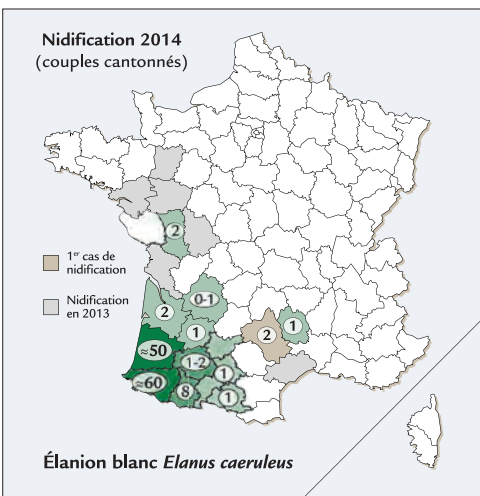 Nidification 2014
(couples cantonnés)
2
1er cas de
nidification
Nidification
en 2013
0-1
2
1
2
1
≈50
1-2
1
≈60
8
1
Élanion blanc Elanus caeruleus